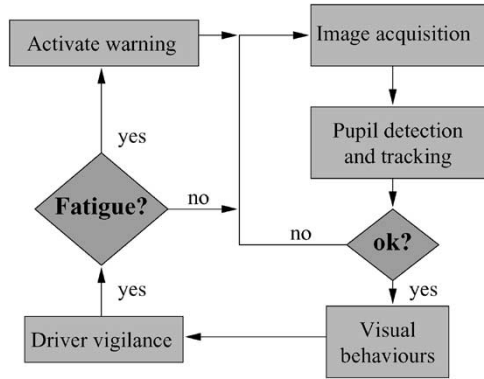 Activate warning
Image acquisition
yes
Pupil detection
and tracking
Fatigue?
no
no
ok?
yes
yes
Driver vigilance
Visual
behaviours